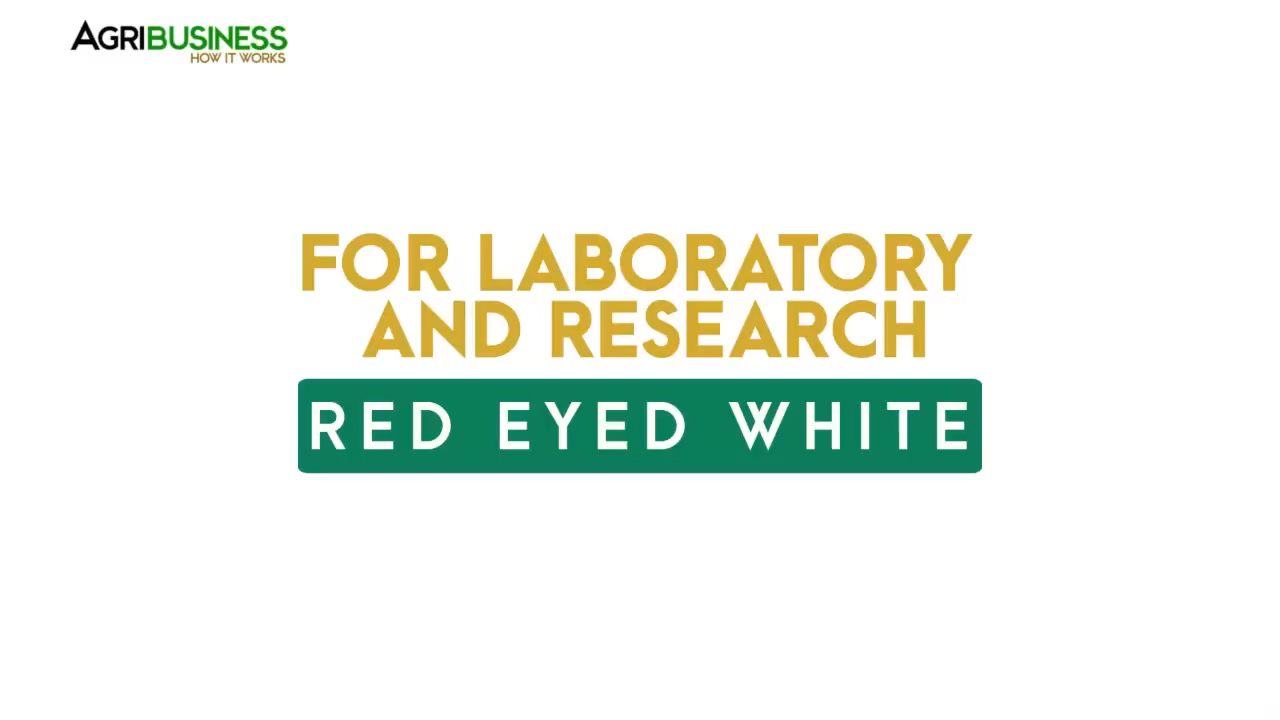 AGRIBUSINESS
HOW IT WORKS
FOR LABORATORY
AND RESEARCH
RED EYED WHITE